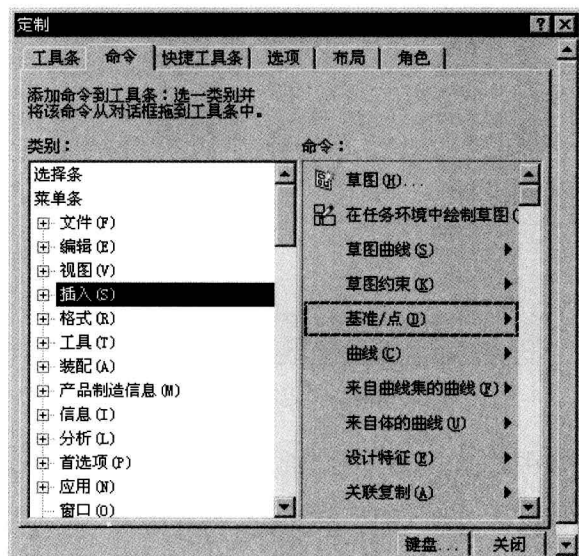 定制
工具条 命令 快捷工具条 选项 布局 角色
添加命令到工具条：选一类别并
将该命令从对话框拖到工具条中。
类别：
选择条
菜单条
文件(F)
编辑(E)
视图(V)
插入(S)
格式(R)
工具(T)
装配(A)
产品制造信息(M)
信息(I)
分析(L)
首选项(P)
应用(N)
窗口(O)
命令：
草图(H)...
在任务环境中绘制草图(
草图曲线(S)
草图约束(K)
基准/点(D)
曲线(C)
来自曲线集的曲线(F)
来自体的曲线(U)
设计特征(E)
关联复制(A)
键盘... 关闭